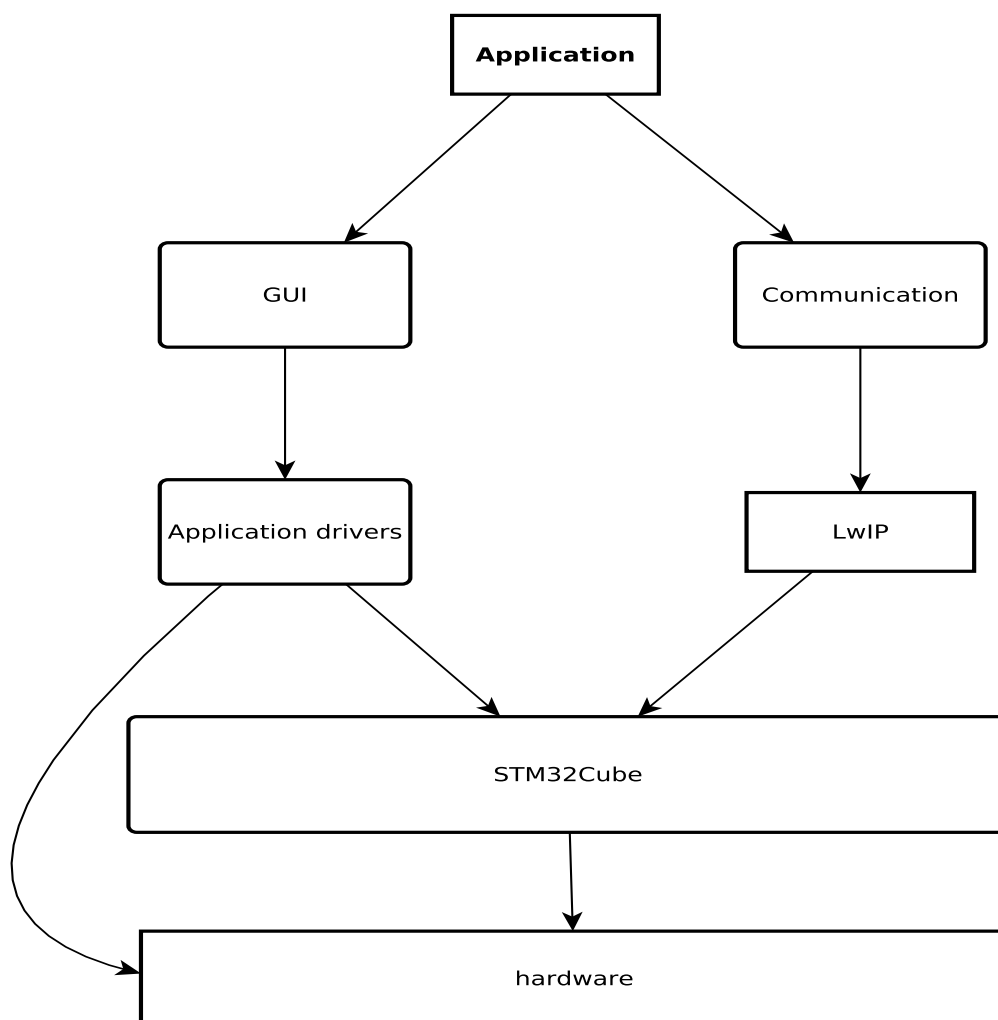 Application
GUI
Communication
Application drivers
LwIP
STM32Cube
hardware